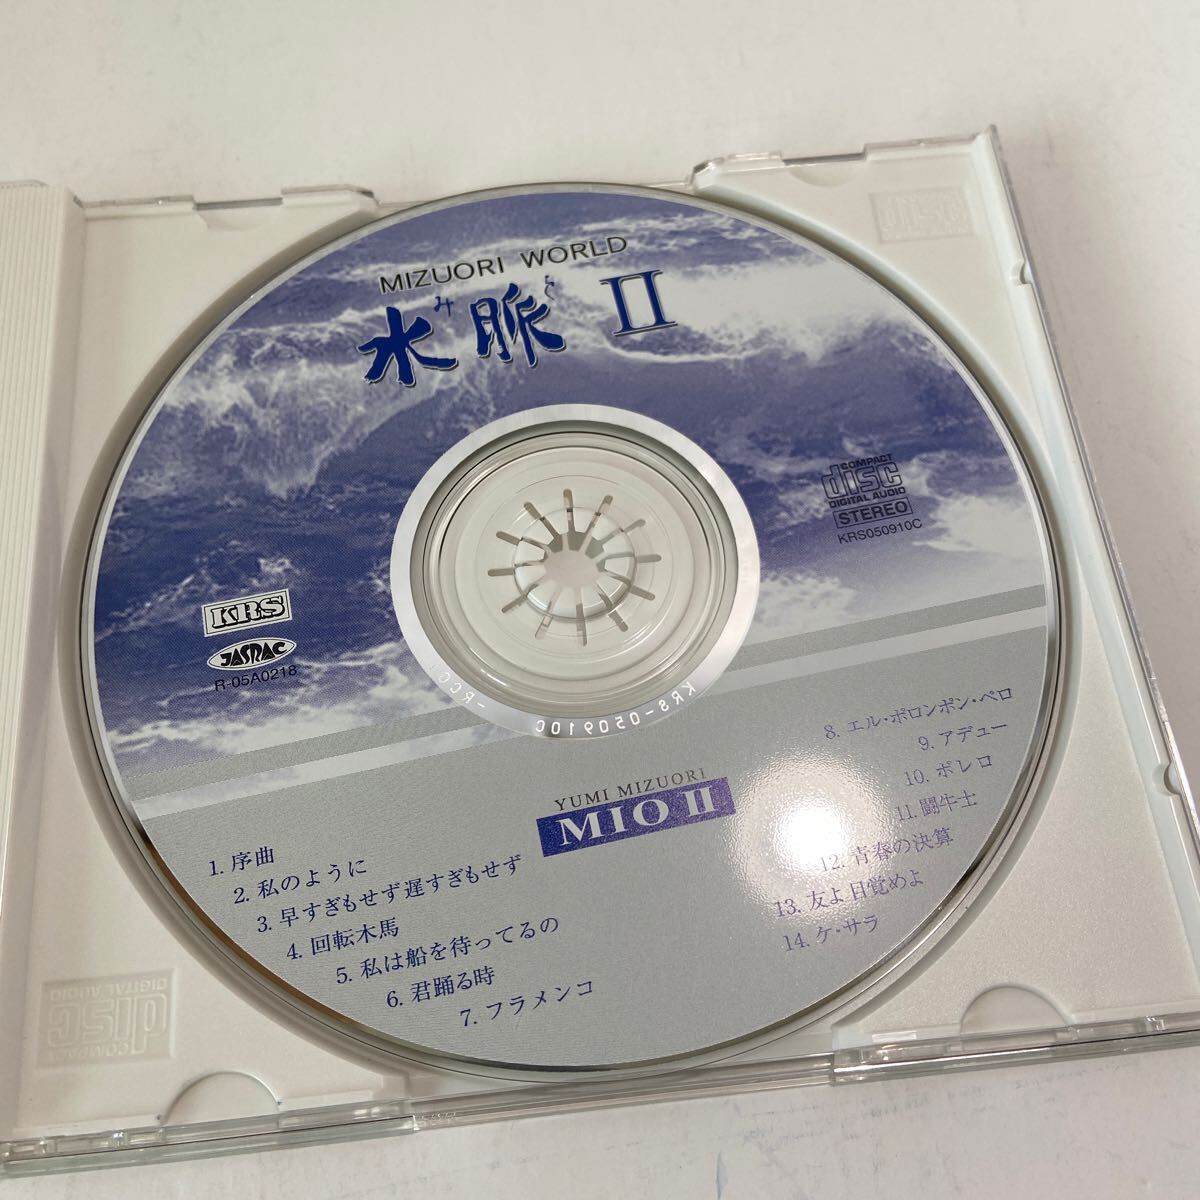 MIZUORI WORLD
み
水脈 II
COMPACT
disc
DIGITAL AUDIO
STEREO
KRS050910C
KRS
JASRAC
R-05A0218
KRS-050910C
YUMI MIZUORI
MIO II
1. 序曲
2. 私のように
3. 早すぎもせず遅すぎもせず
4. 回転木馬
5. 私は船を待ってるの
6. 君踊る時
7. フラメンコ
8. エル・ポロンポン・ペロ
9. アデュー
10. ボレロ
11. 闘牛士
12. 青春の決算
13. 友よ目覚めよ
14. ケ・サラ
DISC
COMPACT
disc
DIGITAL AUDIO